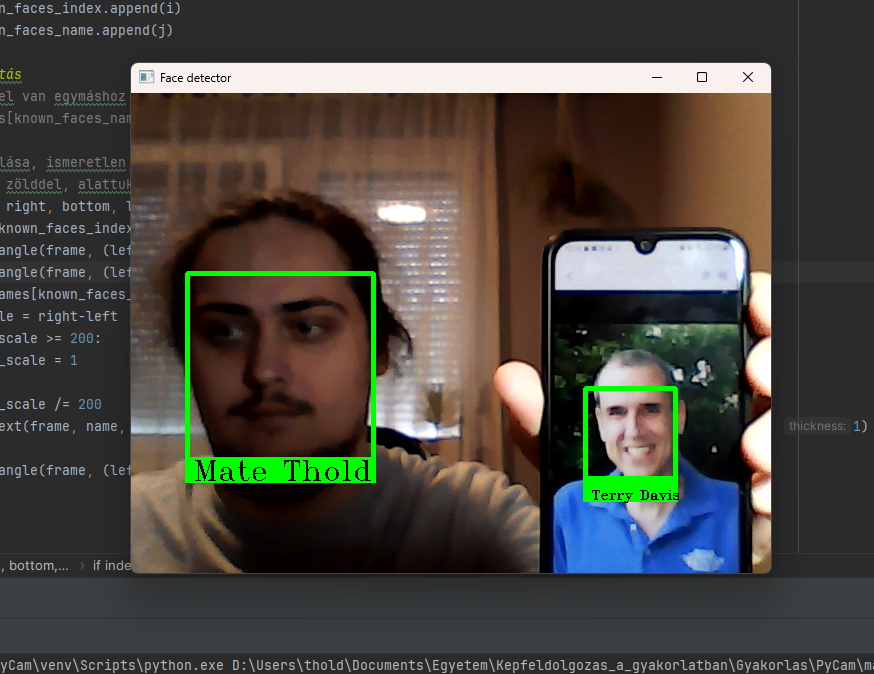 n_faces_index.append(i)
n_faces_name.append(j)
tás
el van egymáshoz
s[known_faces_nam
lása, ismeretlen
zölddel, alattuk
right, bottom, l
known_faces_index
angle(frame, (lef
angle(frame, (lef
ames[known_faces_
le = right-left
scale >= 200:
_scale = 1
_scale /= 200
ext(frame, name,
thickness: 1)
angle(frame, (lef
Face detector
Mate Thold
Terry Davis
, bottom,... › if inde
yCam\venv\Scripts\python.exe D:\Users\thold\Documents\Egyetem\Kepfeldolgozas_a_gyakorlatban\Gyakorlas\PyCam\ma